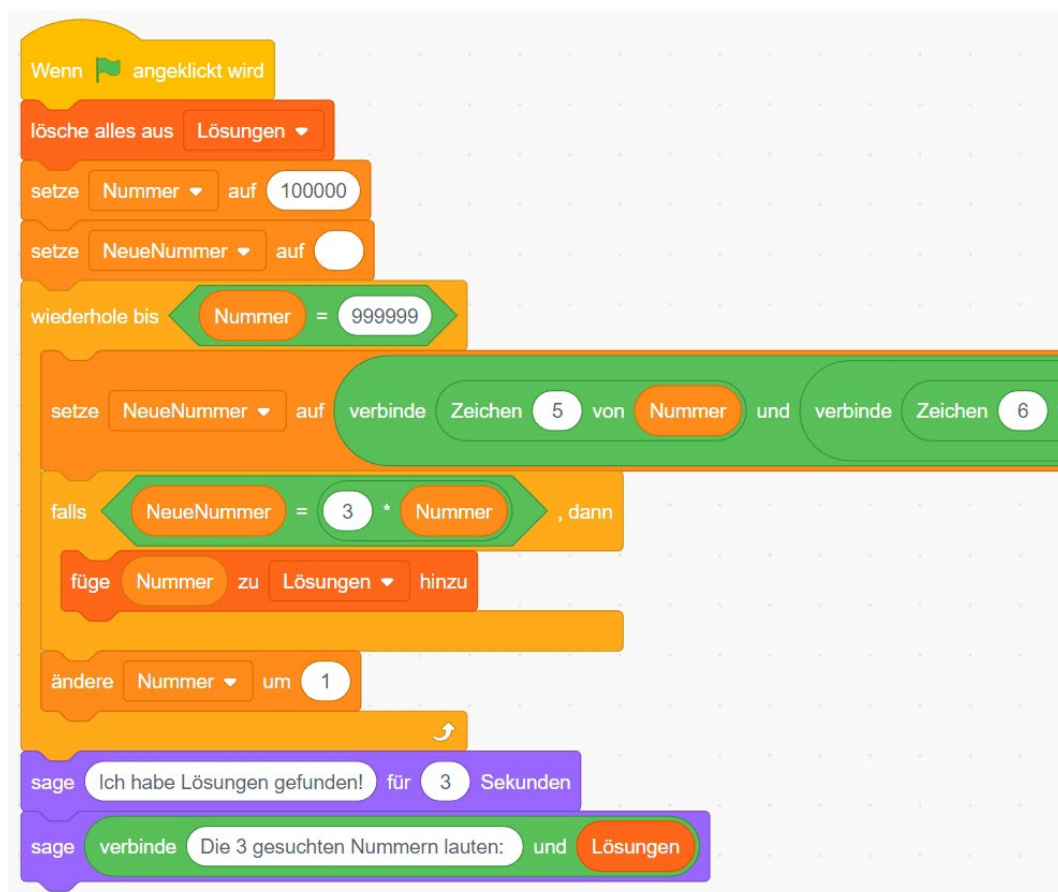 Wenn angeklickt wird
lösche alles aus Lösungen
setze Nummer auf 100000
setze NeueNummer auf
wiederhole bis Nummer = 999999
setze NeueNummer auf verbinde Zeichen 5 von Nummer und verbinde Zeichen 6
falls NeueNummer = 3 * Nummer , dann
füge Nummer zu Lösungen hinzu
ändere Nummer um 1
sage Ich habe Lösungen gefunden! für 3 Sekunden
sage verbinde Die 3 gesuchten Nummern lauten: und Lösungen